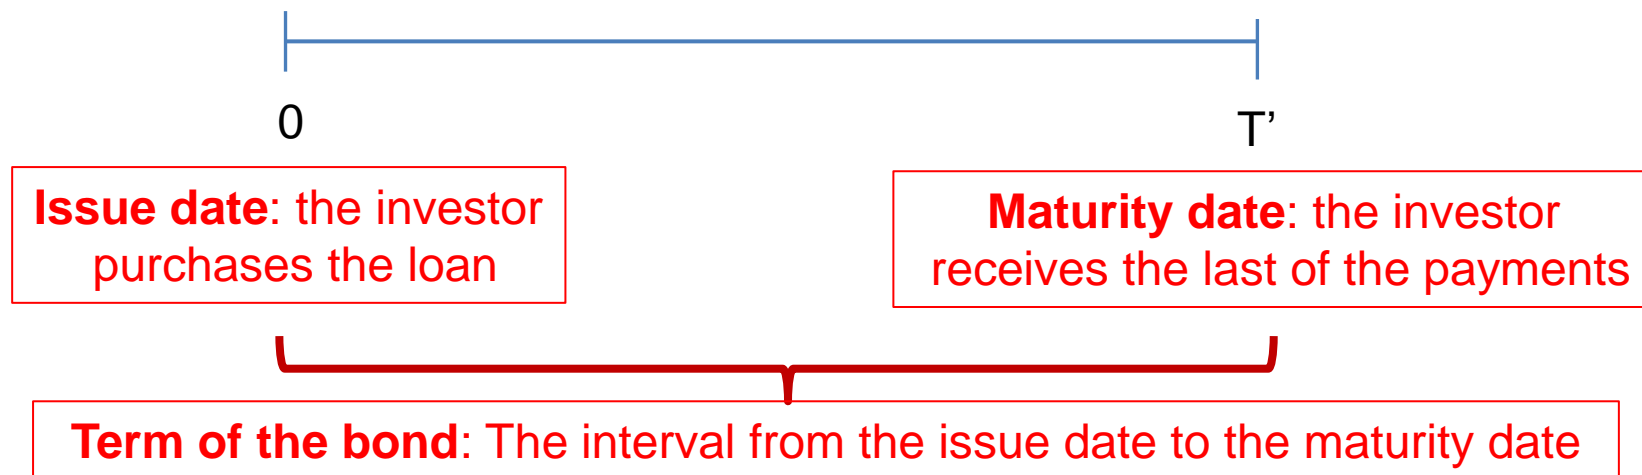 0
T’
Issue date: the investor
purchases the loan
Maturity date: the investor
receives the last of the payments
Term of the bond: The interval from the issue date to the maturity date